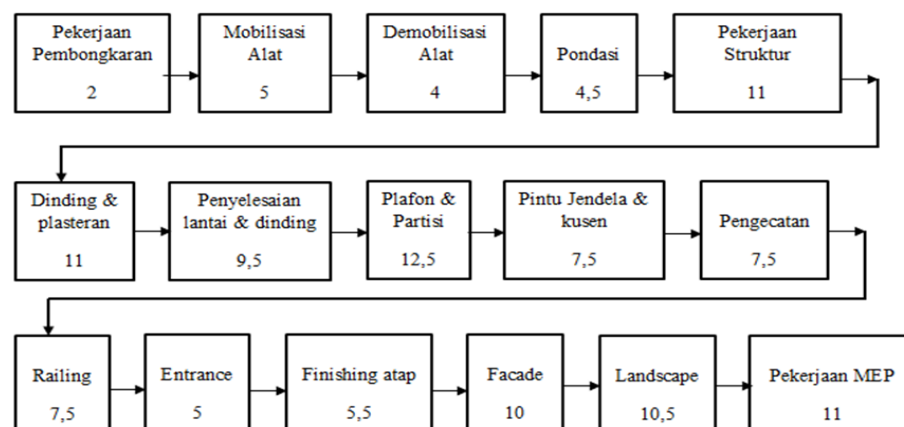 Pekerjaan
Pembongkaran
2
Mobilisasi
Alat
5
Demobilisasi
Alat
4
Pondasi
4,5
Pekerjaan
Struktur
11
Dinding &
plasteran
11
Penyelesaian
lantai & dinding
9,5
Plafon &
Partisi
12,5
Pintu Jendela &
kusen
7,5
Pengecatan
7,5
Railing
7,5
Entrance
5
Finishing atap
5,5
Facade
10
Landscape
10,5
Pekerjaan MEP
11